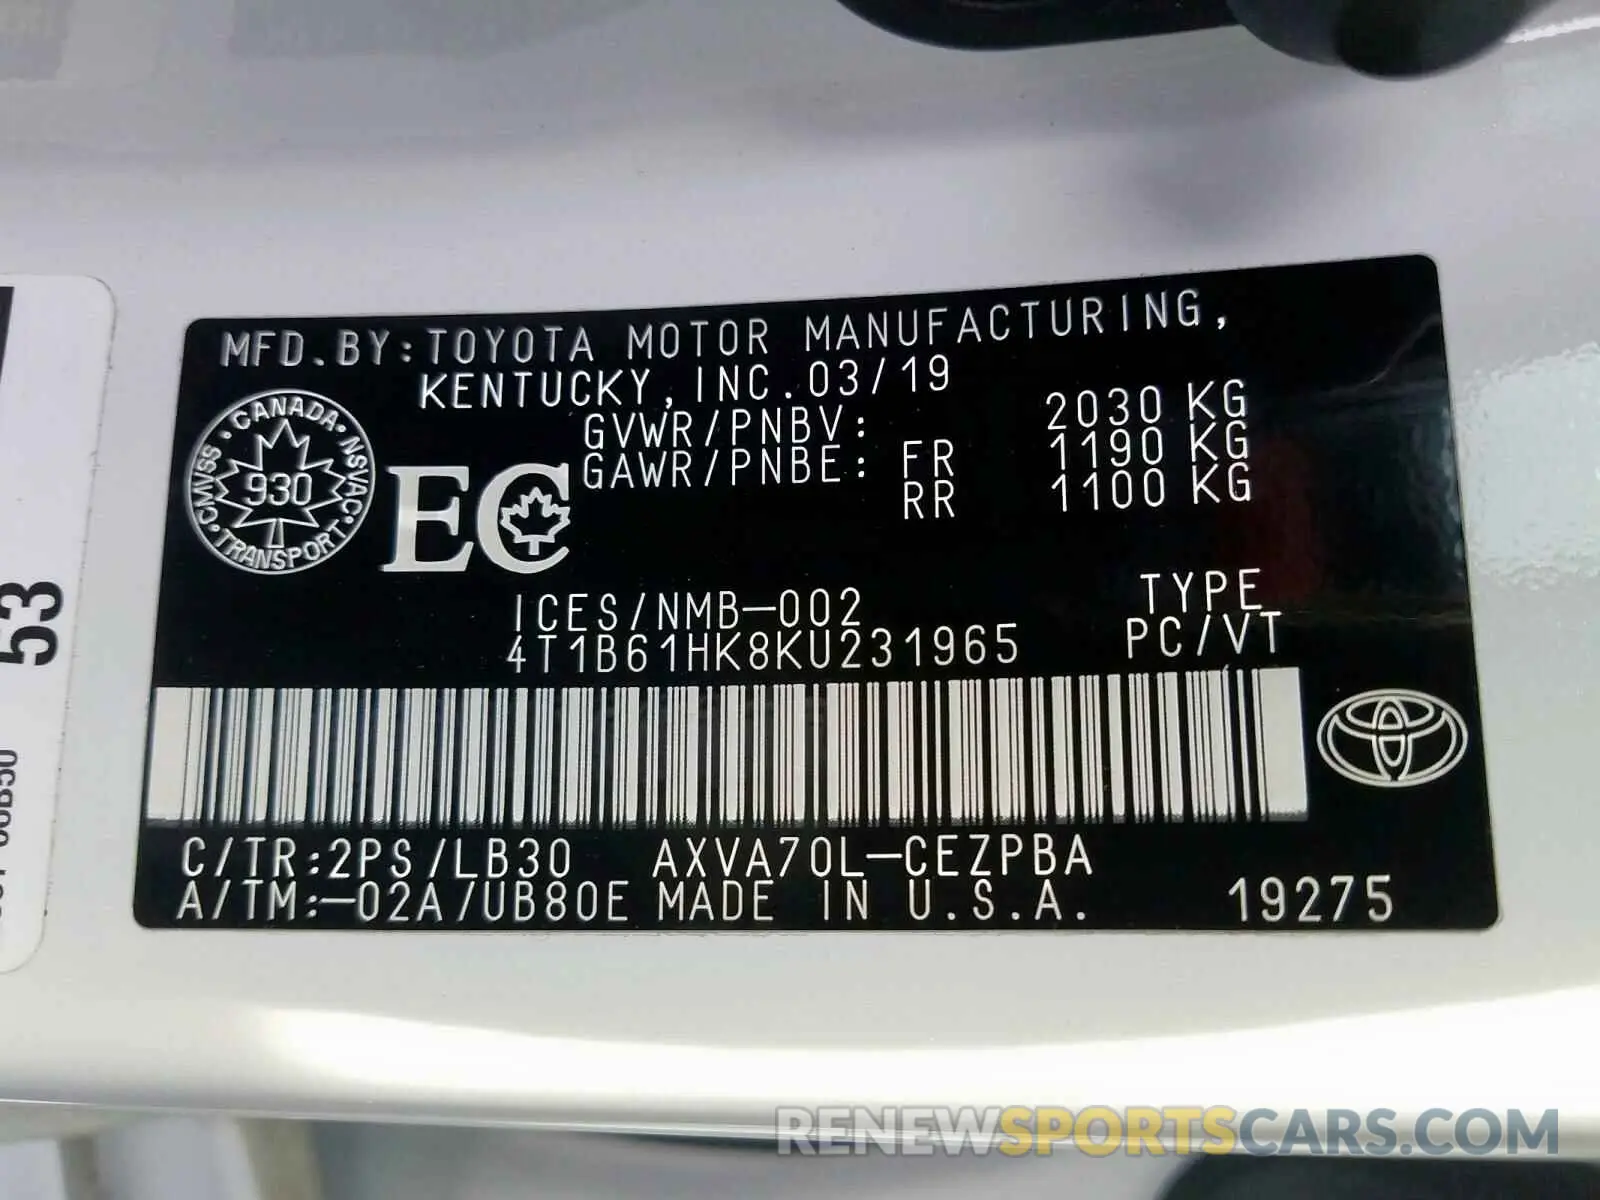 MFD.BY:TOYOTA MOTOR MANUFACTURING,
KENTUCKY, INC. 03/19
GVWR/PNBV: 2030 KG
GAWR/PNBE: FR 1190 KG
RR 1100 KG
CANADA · NSVAC · TRANSPORT · CMVSS ·
930
EC
ICES/NMB-002 TYPE
4T1B61HK8KU231965 PC/VT
C/TR:2PS/LB30 AXVA70L-CEZPBA
A/TM:-02A/UB80E MADE IN U.S.A. 19275
53
RENEWSPORTSCARS.COM